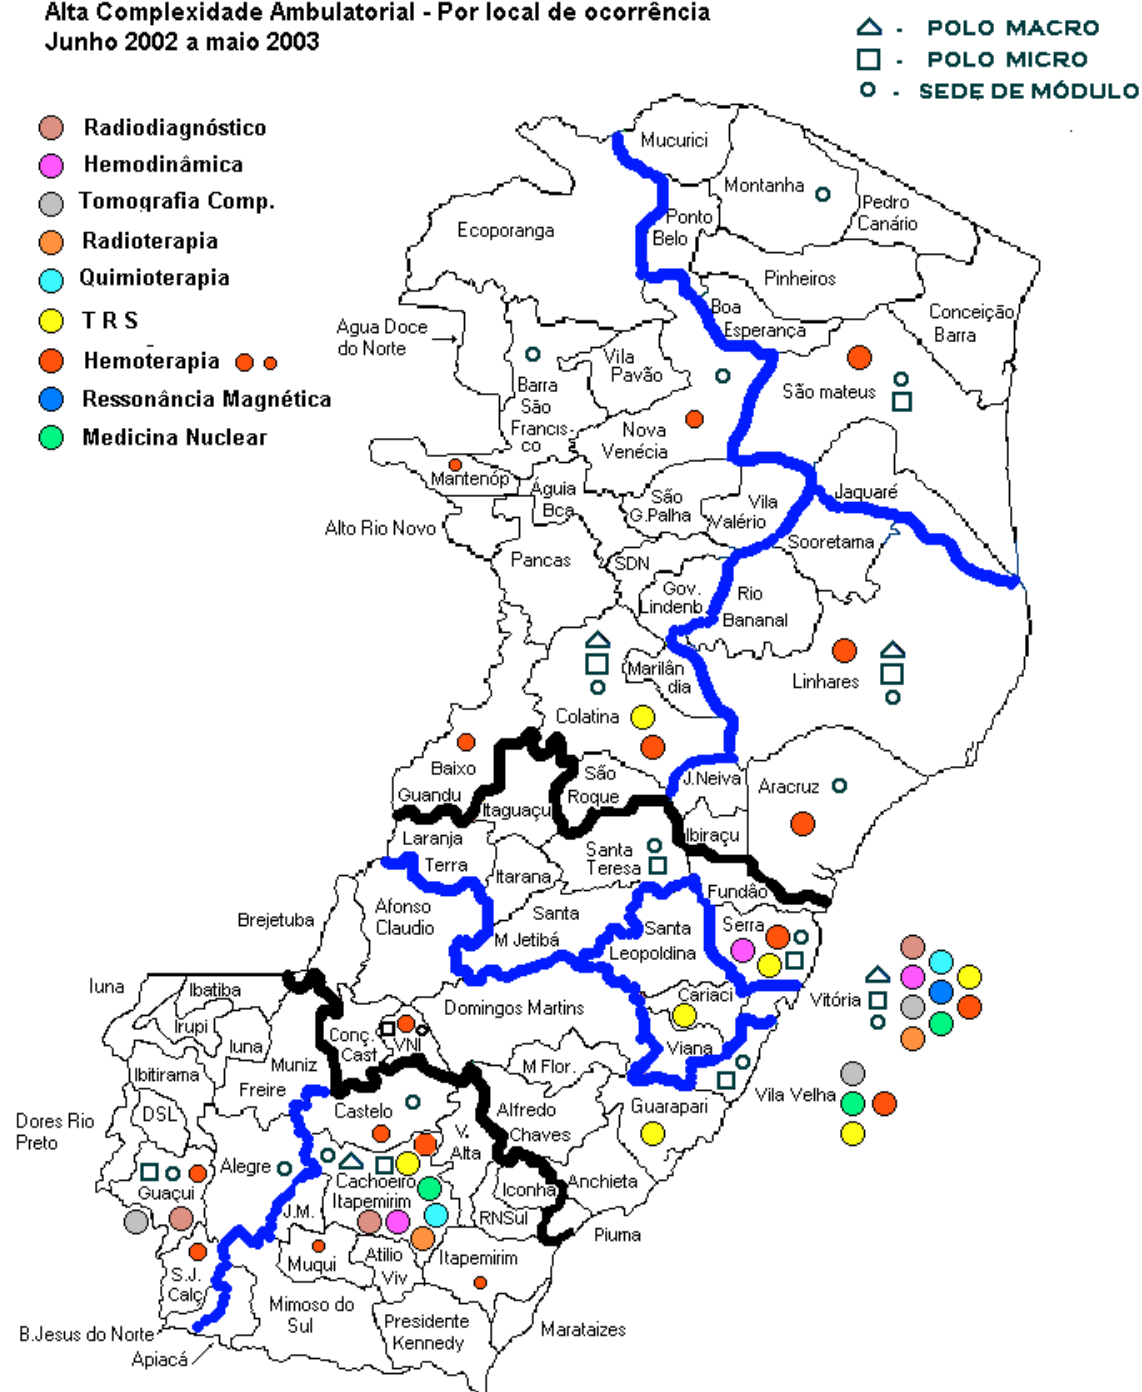 Alta Complexidade Ambulatorial - Por local de ocorrência
Junho 2002 a maio 2003
- POLO MACRO
- POLO MICRO
- SEDE DE MÓDULO
Radiodiagnóstico
Hemodinâmica
Tomografia Comp.
Radioterapia
Quimioterapia
T R S
Hemoterapia
Ressonância Magnética
Medicina Nuclear
Mucurici
Montanha
Pedro
Canário
Ponto
Belo
Ecoporanga
Pinheiros
Boa
Esperança
Conceição
Barra
Agua Doce
do Norte
Vila
Pavão
Barra
São
Francis-
co
São mateus
Nova
Venécia
Mantenóp
Águia
Bca
São
G.Palha
Vila
Valério
Jaquaré
Alto Rio Novo
Sooretama
Pancas
SDN
Gov.
Lindenb
Rio
Bananal
Marilân
dia
Linhares
Colatina
Baixo
Guandu
São
Roque
J.Neiva
Aracruz
Itaguaçu
Ibiraçu
Laranja
Terra
Santa
Teresa
Itarana
Fundão
Brejetuba
Afonso
Claudio
Santa
M Jetibá
Santa
Leopoldina
Serra
Iuna
Ibatiba
Cariaci
Vitória
Domingos Martins
Irupi
Iuna
Conç.
Cast
VNI
Viana
Muniz
Freire
Ibitirama
M Flor.
Vila Velha
Dores Rio
Preto
DSL
Castelo
Alfredo
Chaves
Guarapari
V.
Alta
Alegre
Guaçui
Cachoeiro
Itapemirim
Iconha
Anchieta
J.M.
RNSul
Piuma
Muqui
Atilio
Viv
Itapemirim
S.J.
Calç
Mimoso do
Sul
Presidente
Kennedy
Marataizes
B.Jesus do Norte
Apiacá